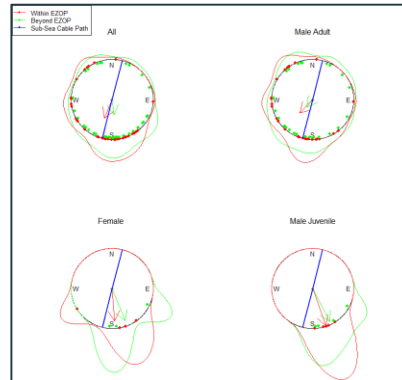 Within EZOP
Beyond EZOP
Sub-Sea Cable Path
All
Male Adult
N
W
E
S
N
W
E
S
Female
Male Juvenile
N
W
E
S
N
W
E
S